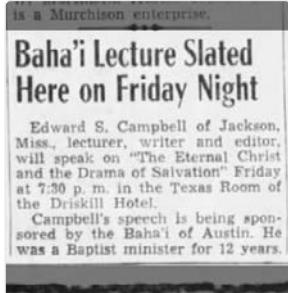 is a Murchison enterprise.
Baha'i Lecture Slated
Here on Friday Night
Edward S. Campbell of Jackson,
Miss., lecturer, writer and editor,
will speak on "The Eternal Christ
and the Drama of Salvation" Friday
at 7:30 p. m. in the Texas Room of
the Driskill Hotel.
Campbell's speech is being spon-
sored by the Baha'i of Austin. He
was a Baptist minister for 12 years.